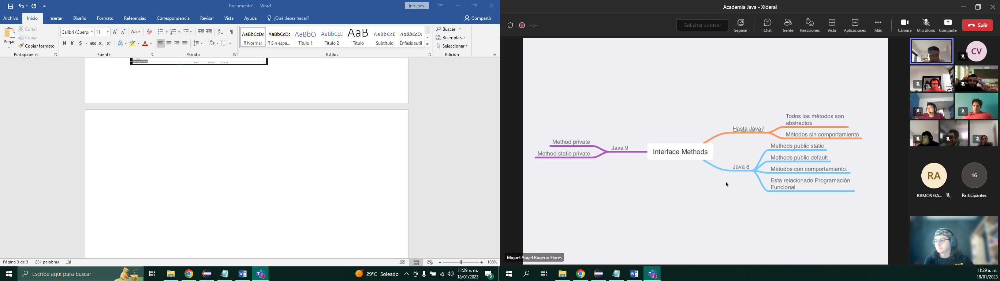 Documento1 - Word
Inic. ses.
Archivo Inicio Insertar Diseño Formato Referencias Correspondencia Revisar Vista Ayuda ¿Qué desea hacer? Compartir
Pegar
Cortar
Copiar
Copiar formato
Portapapeles
Calibri (Cuerpo 11
Aa
N K S abc x₂ x²
Fuente
Párrafo
AaBbCcDc AaBbCcDc AaBbCc AaBbCcE AaB AaBbCcE AaBbCcDc
¶ Normal ¶ Sin espa... Título 1 Título 2 Título Subtítulo Énfasis sutil
Estilos
Buscar
Reemplazar
Seleccionar
Edición
Página 3 de 3 231 palabras
108%
Escribe aquí para buscar
29°C Soleado
11:29 a. m.
18/01/2023
3
Academia Java - Xideral
--:--
Solicitar control
Separar Chat Gente Reacciones Vista Aplicaciones Más Cámara Micrófono Comparte
Salir
Interface Methods
Hasta Java7
Todos los métodos son
abstractos
Métodos sin comportamiento
Java 8
Methods public static
Methods public default
Métodos con comportamiento.
Esta relacionado Programación
Funcional
Java 9
Method private
Method static private
Miguel Ángel Rugerio Flores
CV
RA
RAMOS GA...
16
Participantes
11:29 a. m.
18/01/2023